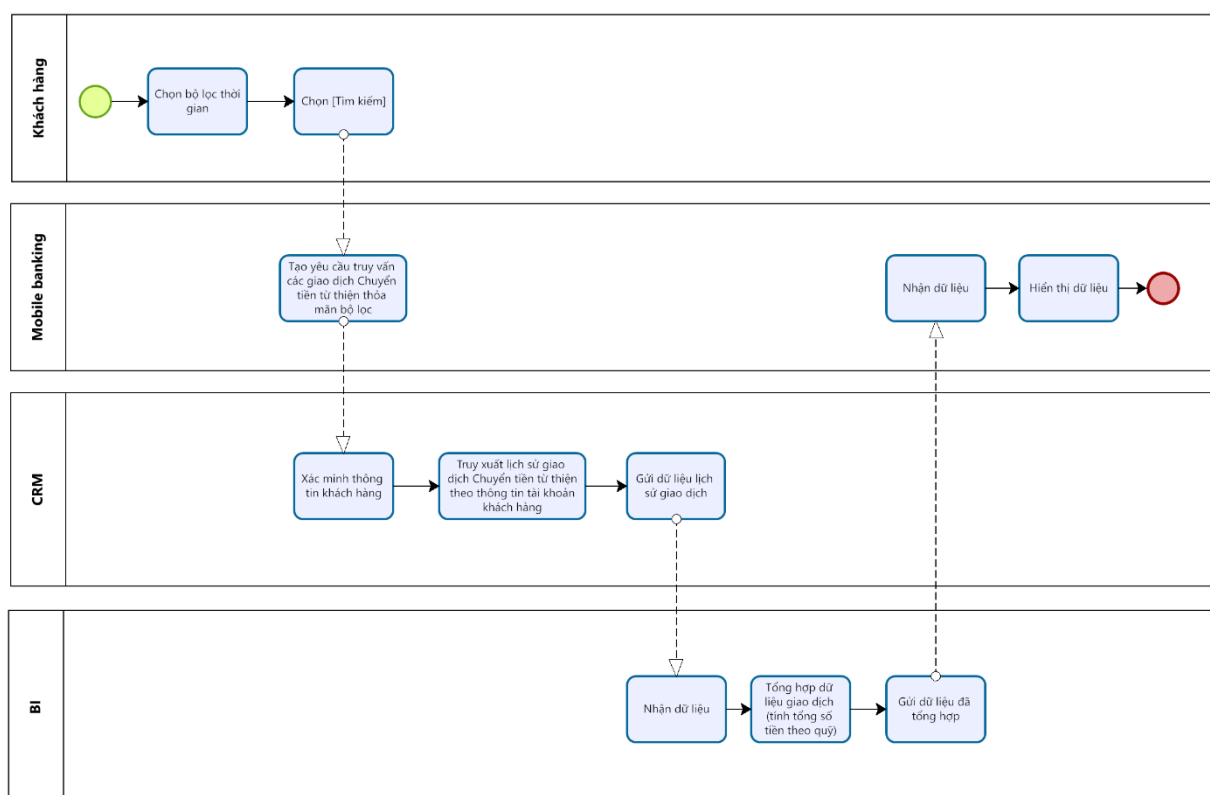 Khách hàng
Chọn bộ lọc thời
gian
Chọn [Tìm kiếm]
Mobile banking
Tạo yêu cầu truy vấn
các giao dịch Chuyển
tiền từ thiện thỏa
mãn bộ lọc
Nhận dữ liệu
Hiển thị dữ liệu
CRM
Xác minh thông
tin khách hàng
Truy xuất lịch sử giao
dịch Chuyển tiền từ thiện
theo thông tin tài khoản
khách hàng
Gửi dữ liệu lịch
sử giao dịch
BI
Nhận dữ liệu
Tổng hợp dữ
liệu giao dịch
(tính tổng số
tiền theo quỹ)
Gửi dữ liệu đã
tổng hợp